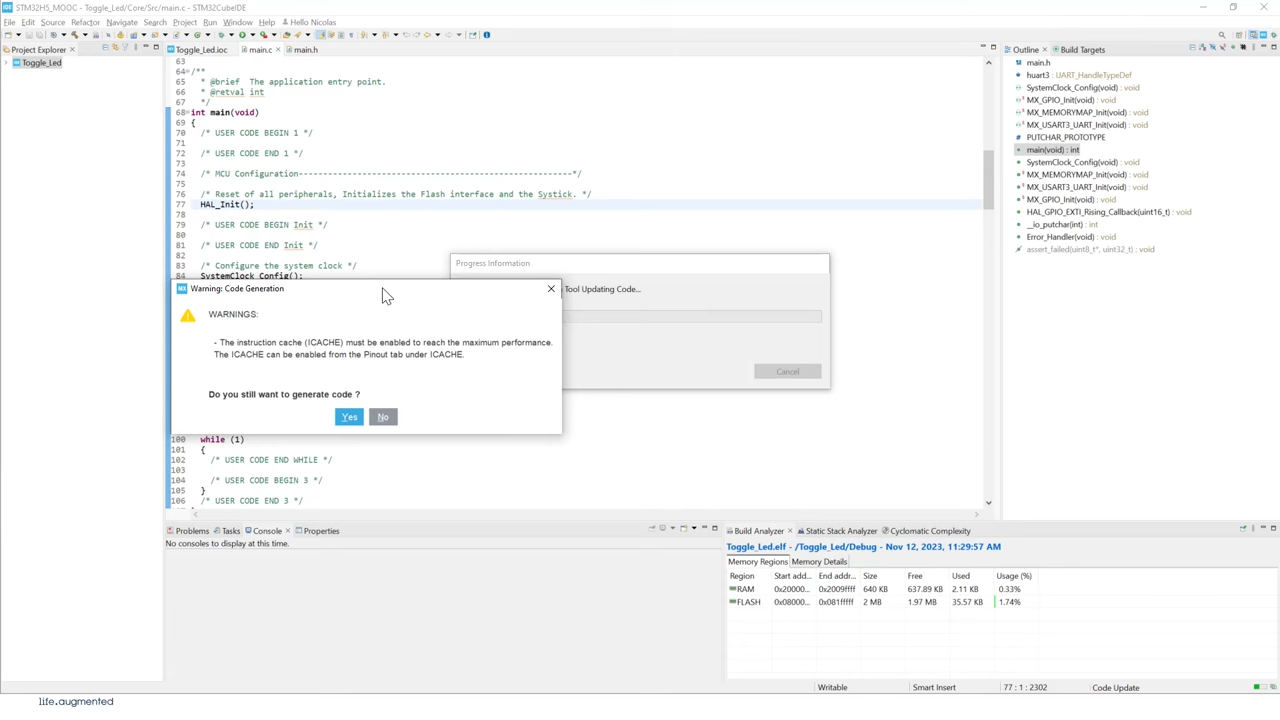 IDE STM32H5_MOOC - Toggle_Led/Core/Src/main.c - STM32CubeIDE
File Edit Source Refactor Navigate Search Project Run Window Help Hello Nicolas
Project Explorer
Toggle_Led
Toggle_Led.ioc main.c main.h
63
64 /**
65 * @brief The application entry point.
66 * @retval int
67 */
68 int main(void)
69 {
70 /* USER CODE BEGIN 1 */
71
72 /* USER CODE END 1 */
73
74 /* MCU Configuration--------------------------------------------------------*/
75
76 /* Reset of all peripherals, Initializes the Flash interface and the Systick. */
77 HAL_Init();
78
79 /* USER CODE BEGIN Init */
80
81 /* USER CODE END Init */
82
83 /* Configure the system clock */
84 SystemClock_Config();
Progress Information
Tool Updating Code...
Cancel
MX Warning: Code Generation
WARNINGS:
- The instruction cache (ICACHE) must be enabled to reach the maximum performance.
The ICACHE can be enabled from the Pinout tab under ICACHE.
Do you still want to generate code ?
Yes No
100 while (1)
101 {
102 /* USER CODE END WHILE */
103
104 /* USER CODE BEGIN 3 */
105 }
106 /* USER CODE END 3 */
Outline Build Targets
main.h
huart3 : UART_HandleTypeDef
SystemClock_Config(void) : void
MX_GPIO_Init(void) : void
MX_MEMORYMAP_Init(void) : void
MX_USART3_UART_Init(void) : void
PUTCHAR_PROTOTYPE
main(void) : int
SystemClock_Config(void) : void
MX_MEMORYMAP_Init(void) : void
MX_USART3_UART_Init(void) : void
MX_GPIO_Init(void) : void
HAL_GPIO_EXTI_Rising_Callback(uint16_t) : void
__io_putchar(int) : int
Error_Handler(void) : void
assert_failed(uint8_t*, uint32_t) : void
Problems Tasks Console Properties
No consoles to display at this time.
Build Analyzer Static Stack Analyzer Cyclomatic Complexity
Toggle_Led.elf - /Toggle_Led/Debug - Nov 12, 2023, 11:29:57 AM
Memory Regions Memory Details
Region Start add... End addr... Size Free Used Usage (%)
RAM 0x20000... 0x2009ffff 640 KB 637.89 KB 2.11 KB 0.33%
FLASH 0x08000... 0x081fffff 2 MB 1.97 MB 35.57 KB 1.74%
Writable Smart Insert 77 : 1 : 2302 Code Update
life.augmented